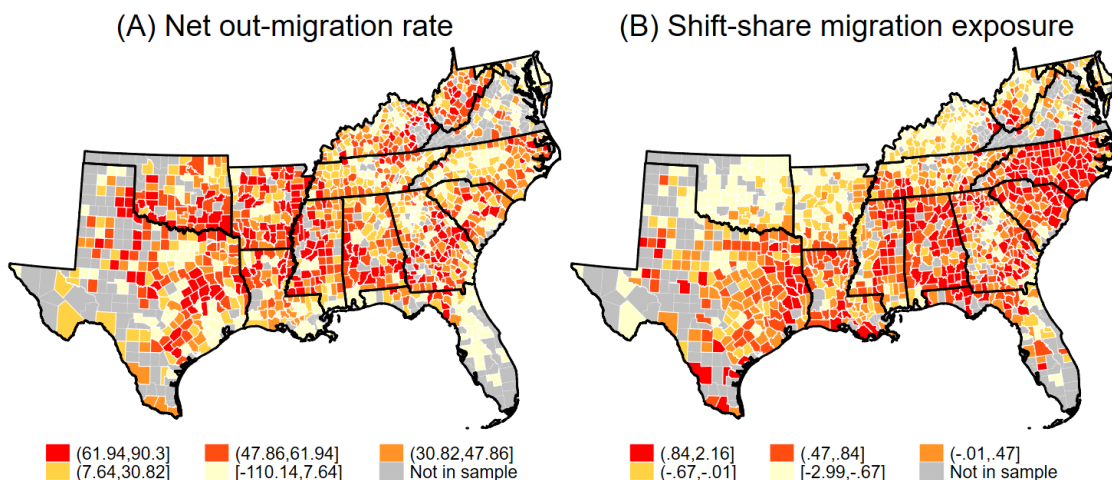 (A) Net out-migration rate
(B) Shift-share migration exposure
(61.94,90.3] (47.86,61.94] (30.82,47.86]
(7.64,30.82] [-110.14,7.64] Not in sample
(.84,2.16] (.47,.84] (-.01,.47]
(-.67,-.01] [-2.99,-.67] Not in sample